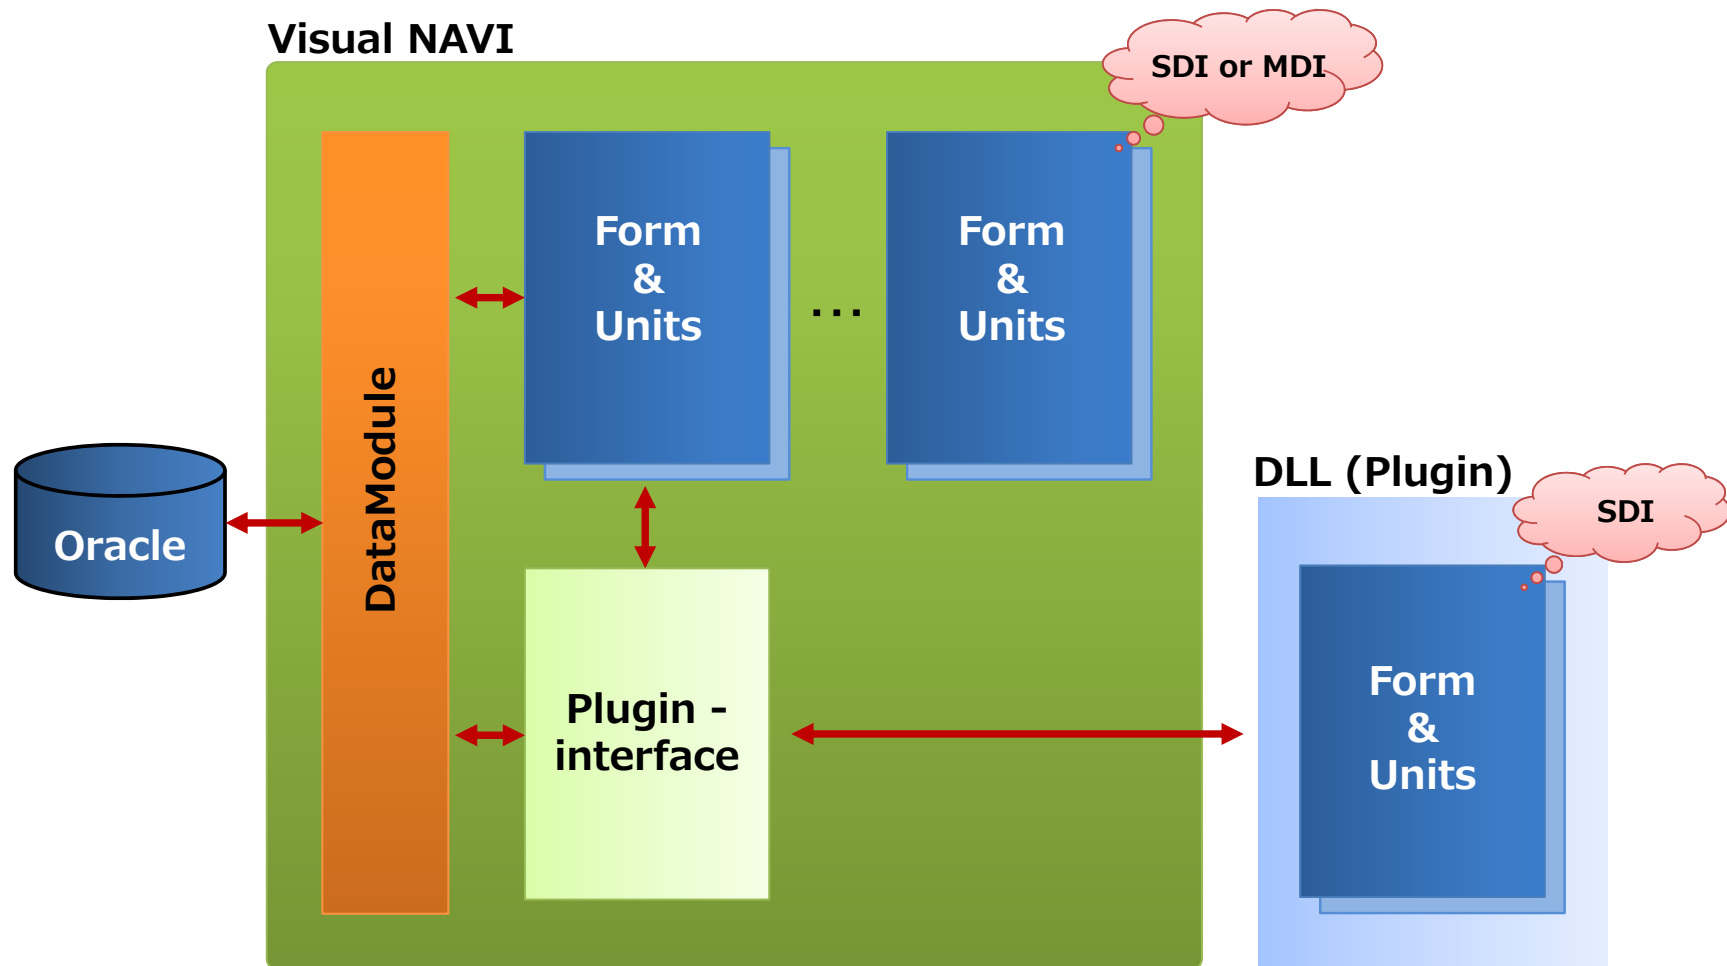 Visual NAVI
SDI or MDI
Form
&
Units
...
Form
&
Units
DataModule
Oracle
Plugin -
interface
DLL (Plugin)
SDI
Form
&
Units